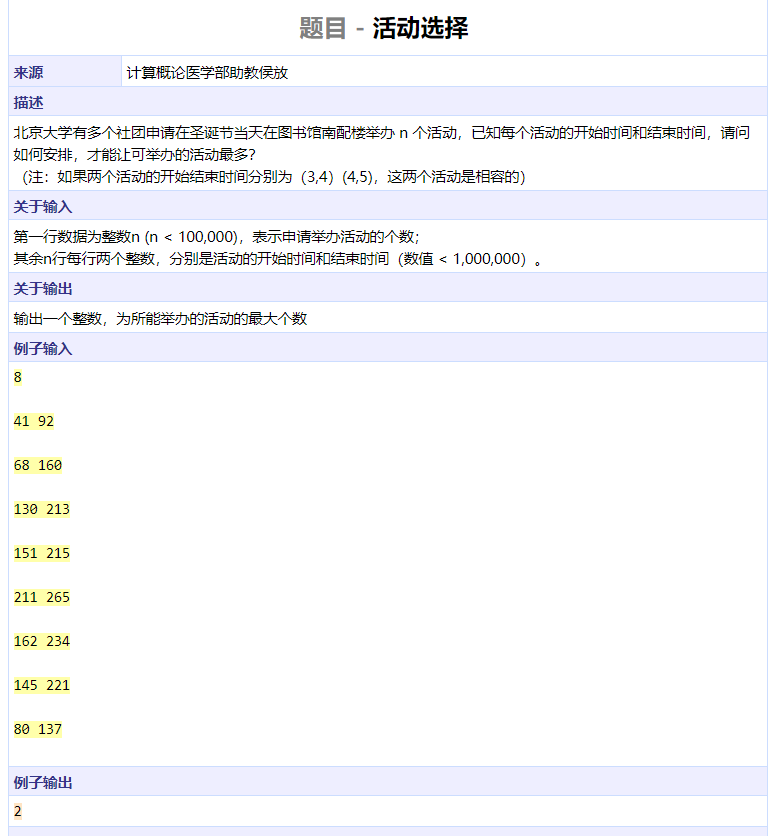 题目 - 活动选择
来源 计算概论医学部助教侯放
描述
北京大学有多个社团申请在圣诞节当天在图书馆南配楼举办 n 个活动，已知每个活动的开始时间和结束时间，请问
如何安排，才能让可举办的活动最多？
（注：如果两个活动的开始结束时间分别为（3,4）(4,5)，这两个活动是相容的）
关于输入
第一行数据为整数n (n < 100,000)，表示申请举办活动的个数；
其余n行每行两个整数，分别是活动的开始时间和结束时间（数值 < 1,000,000）。
关于输出
输出一个整数，为所能举办的活动的最大个数
例子输入
8
41 92
68 160
130 213
151 215
211 265
162 234
145 221
80 137
例子输出
2